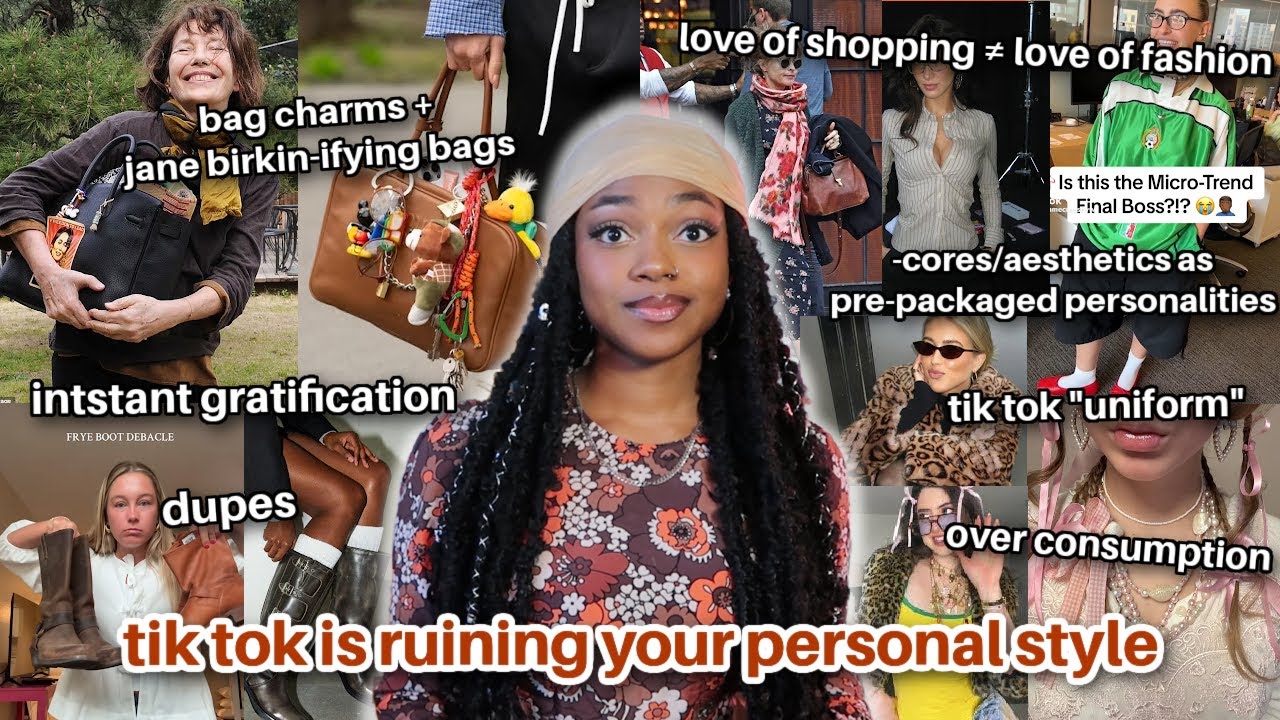 bag charms +
jane birkin-ifying bags
love of shopping ≠ love of fashion
Is this the Micro-Trend
Final Boss?!? 😭🤦🏾‍♂️
-cores/aesthetics as
pre-packaged personalities
intstant gratification
tik tok "uniform"
FRYE BOOT DEBACLE
dupes
over consumption
tik tok is ruining your personal style